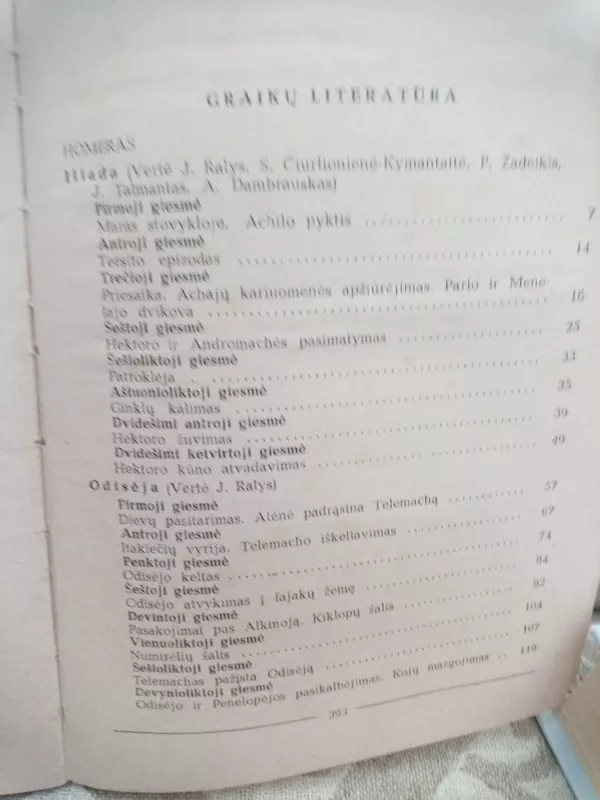 GRAIKŲ LITERATŪRA
HOMERAS
Iliada (Vertė J. Ralys, S. Čiurlionienė-Kymantaitė, P. Žadeikis,
J. Talmantas, A. Dambrauskas)
Pirmoji giesmė
Maras stovykloje. Achilo pyktis 7
Antroji giesmė
Tersito epizodas 14
Trečioji giesmė
Priesaika. Achajų kariuomenės apžiūrėjimas. Pario ir Mene-
lajo dvikova 16
Šeštoji giesmė
Hektoro ir Andromachės pasimatymas 25
Šešioliktoji giesmė
Patroklėja 33
Aštuonioliktoji giesmė
Ginklų kalimas 35
Dvidešimt antroji giesmė
Hektoro žuvimas 39
Dvidešimt ketvirtoji giesmė
Hektoro kūno atvadavimas 49
Odisėja (Vertė J. Ralys)
Pirmoji giesmė
Dievų pasitarimas. Atėnė padrąsina Telemachą 57
Antroji giesmė
Itakiečių vyrija. Telemacho iškeliavimas 67
Penktoji giesmė
Odisėjo keltas 74
Šeštoji giesmė
Odisėjo atvykimas į fajakų žemę 84
Devintoji giesmė
Pasakojimai pas Alkinoją. Kiklopų šalis 92
Vienuoliktoji giesmė
Numirėlių šalis 104
Šešioliktoji giesmė
Telemachas pažįsta Odisėją 107
Devynioliktoji giesmė
Odisėjo ir Penelopėjos pasikalbėjimas. Kojų mazgojimas 110
393